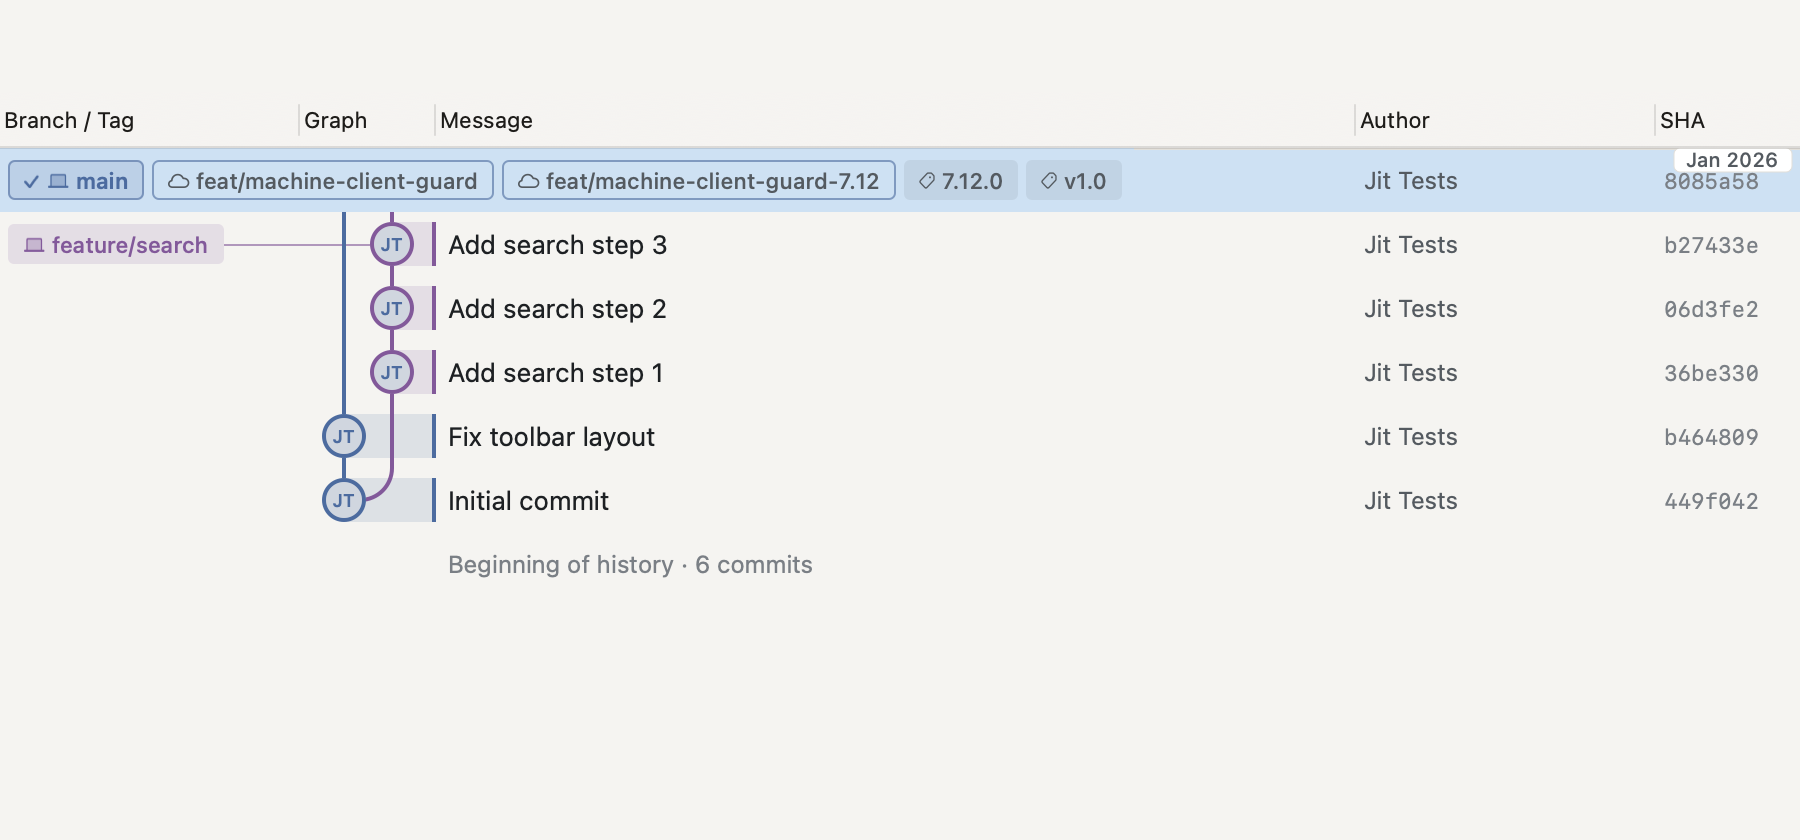 Branch / Tag Graph Message Author SHA
Jan 2026
main feat/machine-client-guard feat/machine-client-guard-7.12 7.12.0 v1.0 Jit Tests 8085a58
feature/search JT Add search step 3 Jit Tests b27433e
JT Add search step 2 Jit Tests 06d3fe2
JT Add search step 1 Jit Tests 36be330
JT Fix toolbar layout Jit Tests b464809
JT Initial commit Jit Tests 449f042
Beginning of history · 6 commits